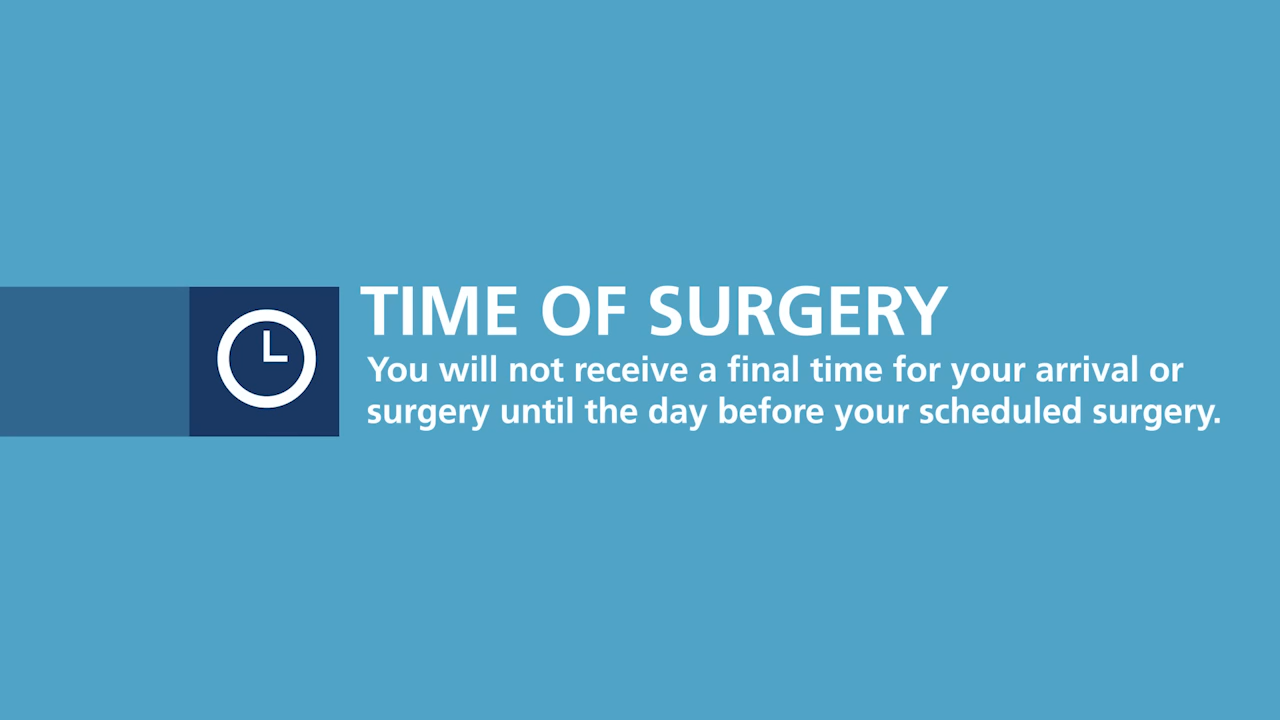 TIME OF SURGERY
You will not receive a final time for your arrival or
surgery until the day before your scheduled surgery.